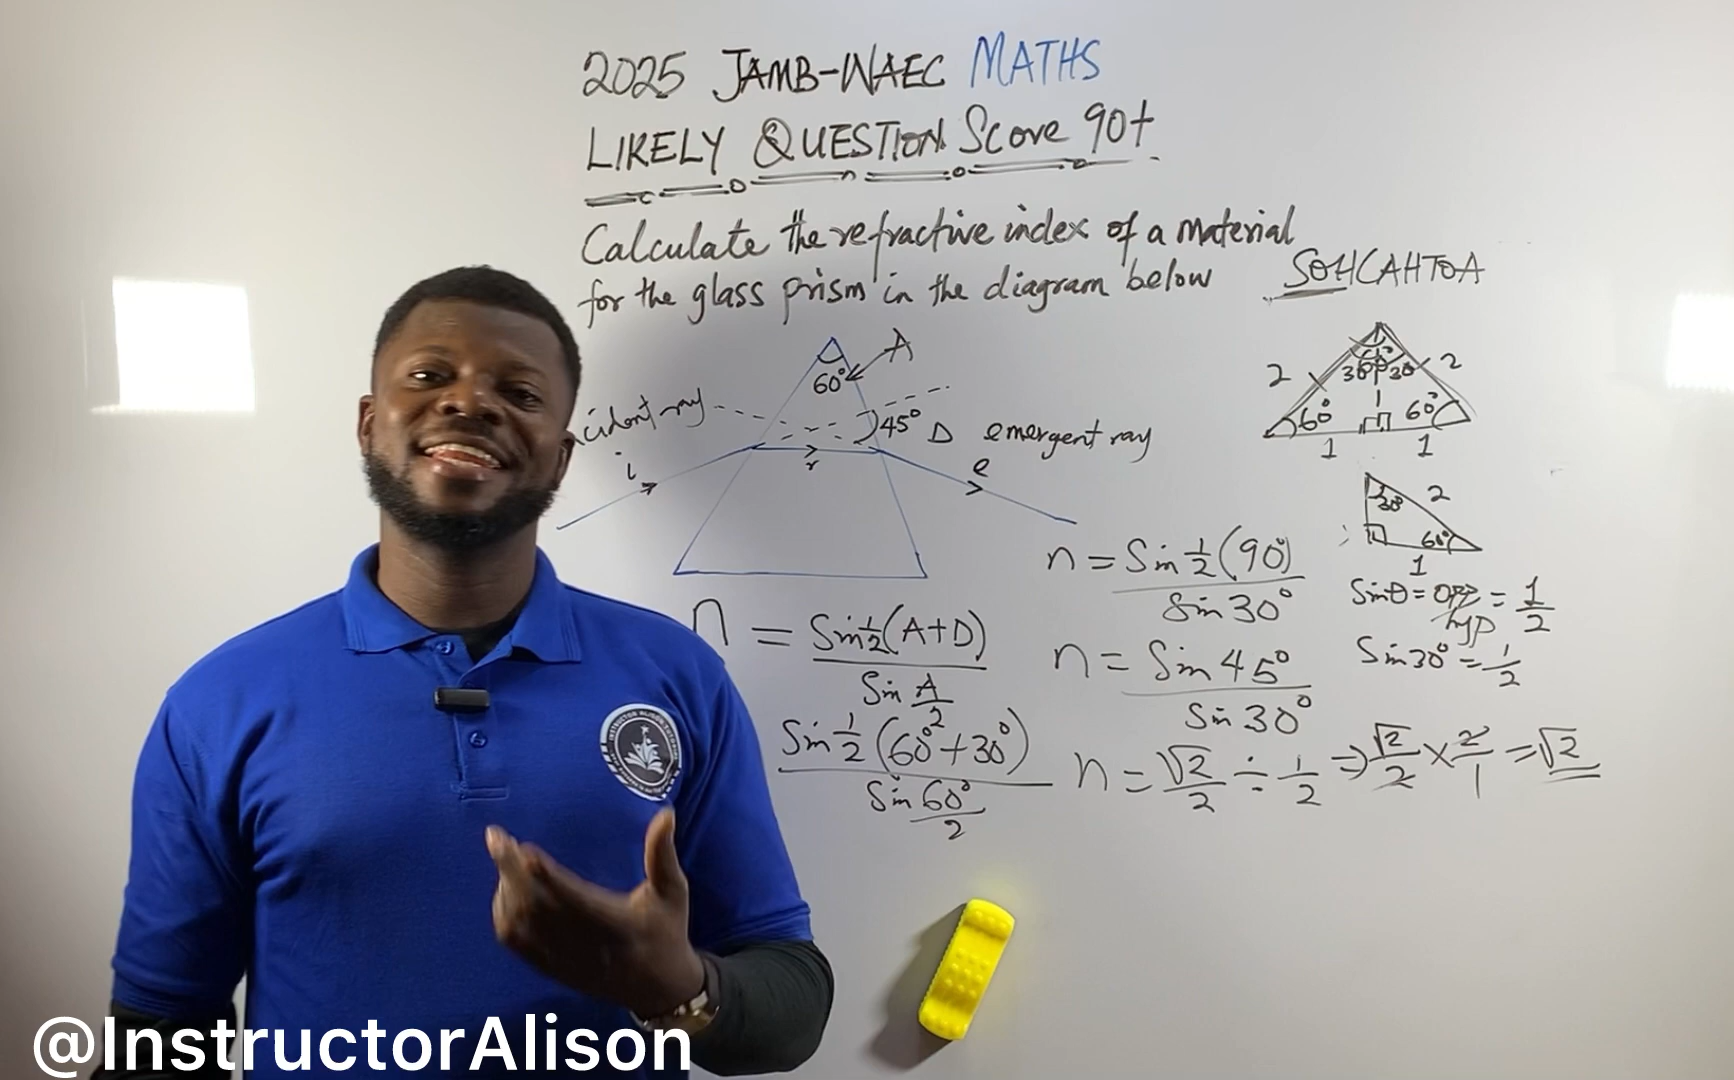 2025 JAMB-WAEC MATHS
LIKELY QUESTION Score 90+
Calculate the refractive index of a material
for the glass prism in the diagram below
SOHCAHTOA
A
60°
cident ray
45° D emergent ray
i
r
e
2
30° 30°
2
60°
60°
1
1
30°
2
60°
1
n = Sin ½ (A+D)
Sin A
2
Sin ½ (60° + 30°)
Sin 60°
2
n = Sin ½ (90°)
Sin 30°
n = Sin 45°
Sin 30°
n = √2/2 ÷ 1/2 ⇒ √2/2 × 2/1 = √2
Sinθ = opp/hyp = 1/2
Sin 30° = 1/2
@InstructorAlison